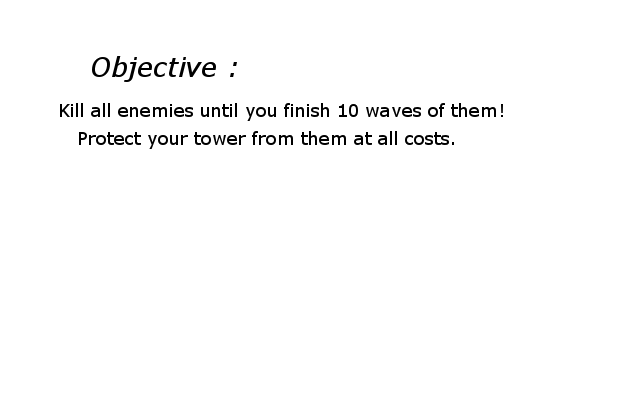 Objective :
Kill all enemies until you finish 10 waves of them!
Protect your tower from them at all costs.